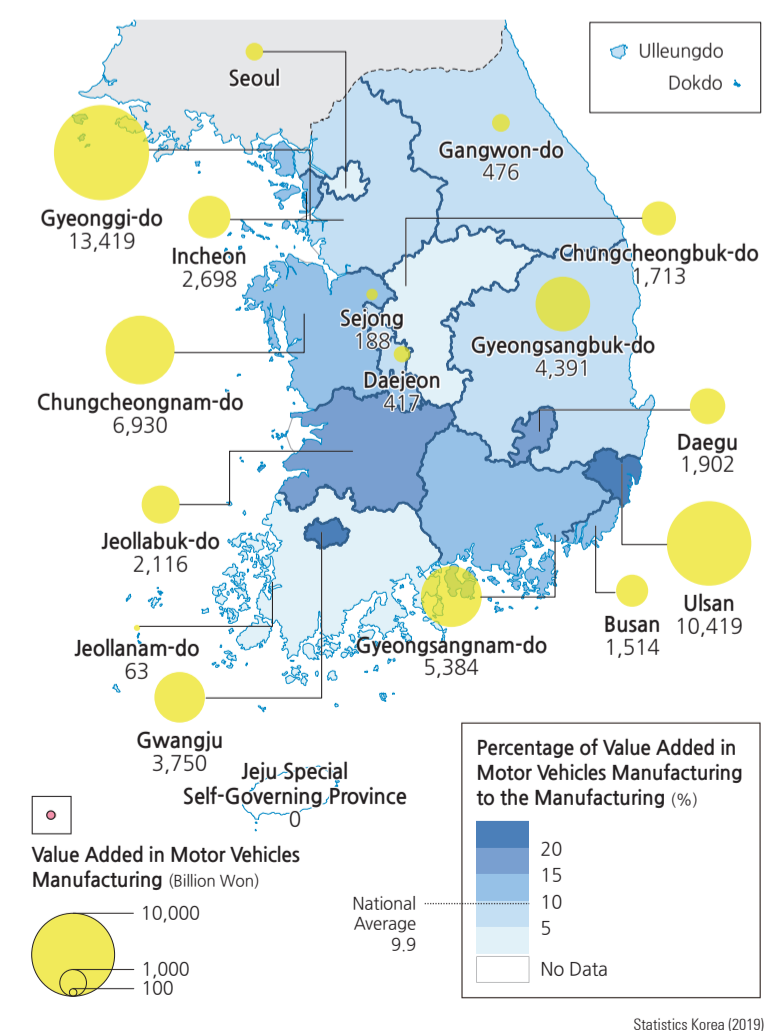 Ulleungdo
Dokdo
Seoul
Gangwon-do
476
Gyeonggi-do
13,419
Incheon
2,698
Chungcheongbuk-do
1,713
Sejong
188
Gyeongsangbuk-do
4,391
Daejeon
417
Chungcheongnam-do
6,930
Daegu
1,902
Jeollabuk-do
2,116
Ulsan
10,419
Busan
1,514
Gyeongsangnam-do
5,384
Jeollanam-do
63
Gwangju
3,750
Jeju Special
Self-Governing Province
0
Value Added in Motor Vehicles
Manufacturing (Billion Won)
10,000
1,000
100
Percentage of Value Added in
Motor Vehicles Manufacturing
to the Manufacturing (%)
20
15
10
5
National
Average
9.9
No Data
Statistics Korea (2019)